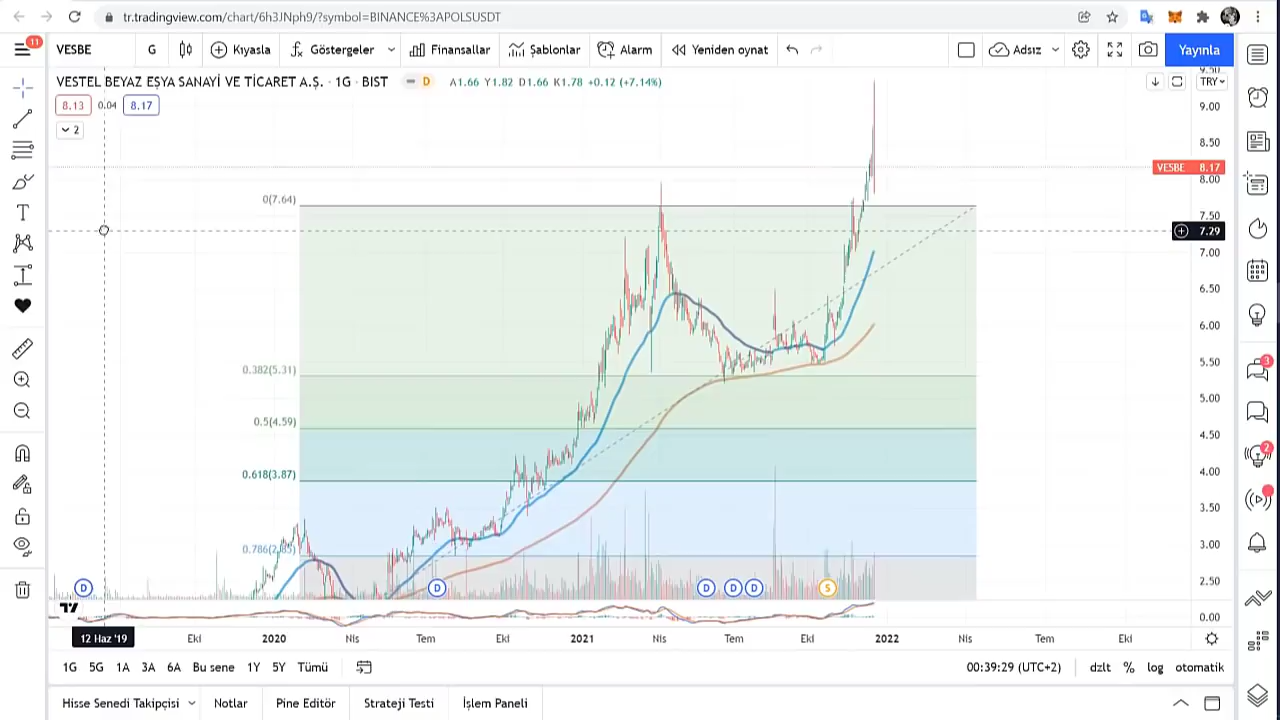 tr.tradingview.com/chart/6h3JNph9/?symbol=BINANCE%3APOLSUSDT
11
VESBE G Kıyasla Göstergeler Finansallar Şablonlar Alarm Yeniden oynat Adsız Yayınla
VESTEL BEYAZ EŞYA SANAYİ VE TİCARET A.Ş. · 1G · BIST D A1.66 Y1.82 D1.66 K1.78 +0.12 (+7.14%)
TRY
8.13 0.04 8.17
2
9.50
9.00
8.50
VESBE 8.17
8.00
7.50
7.29
7.00
6.50
6.00
5.50
5.00
4.50
4.00
3.50
3.00
2.50
0.00
0(7.64)
0.382(5.31)
0.5(4.59)
0.618(3.87)
D D D D D S
3
2
12 Haz '19 Eki 2020 Nis Tem Eki 2021 Nis Tem Eki 2022 Nis Tem Eki
1G 5G 1A 3A 6A Bu sene 1Y 5Y Tümü 00:39:29 (UTC+2) dzlt % log otomatik
Hisse Senedi Takipçisi Notlar Pine Editör Strateji Testi İşlem Paneli